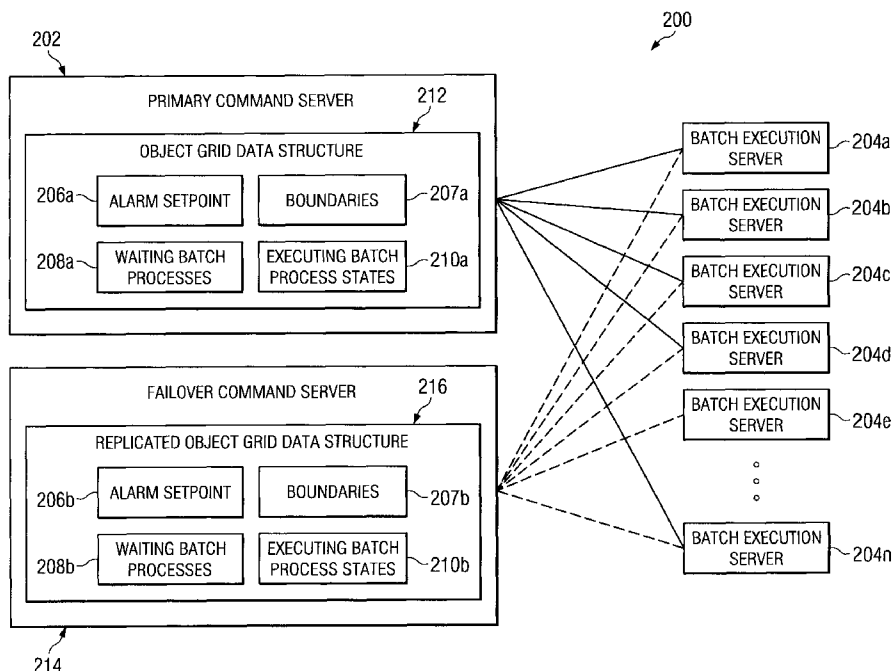 200
202
PRIMARY COMMAND SERVER
212
OBJECT GRID DATA STRUCTURE
206a
ALARM SETPOINT
BOUNDARIES
207a
208a
WAITING BATCH
PROCESSES
EXECUTING BATCH
PROCESS STATES
210a
FAILOVER COMMAND SERVER
216
REPLICATED OBJECT GRID DATA STRUCTURE
206b
ALARM SETPOINT
BOUNDARIES
207b
208b
WAITING BATCH
PROCESSES
EXECUTING BATCH
PROCESS STATES
210b
214
BATCH EXECUTION
SERVER
204a
BATCH EXECUTION
SERVER
204b
BATCH EXECUTION
SERVER
204c
BATCH EXECUTION
SERVER
204d
BATCH EXECUTION
SERVER
204e
BATCH EXECUTION
SERVER
204n